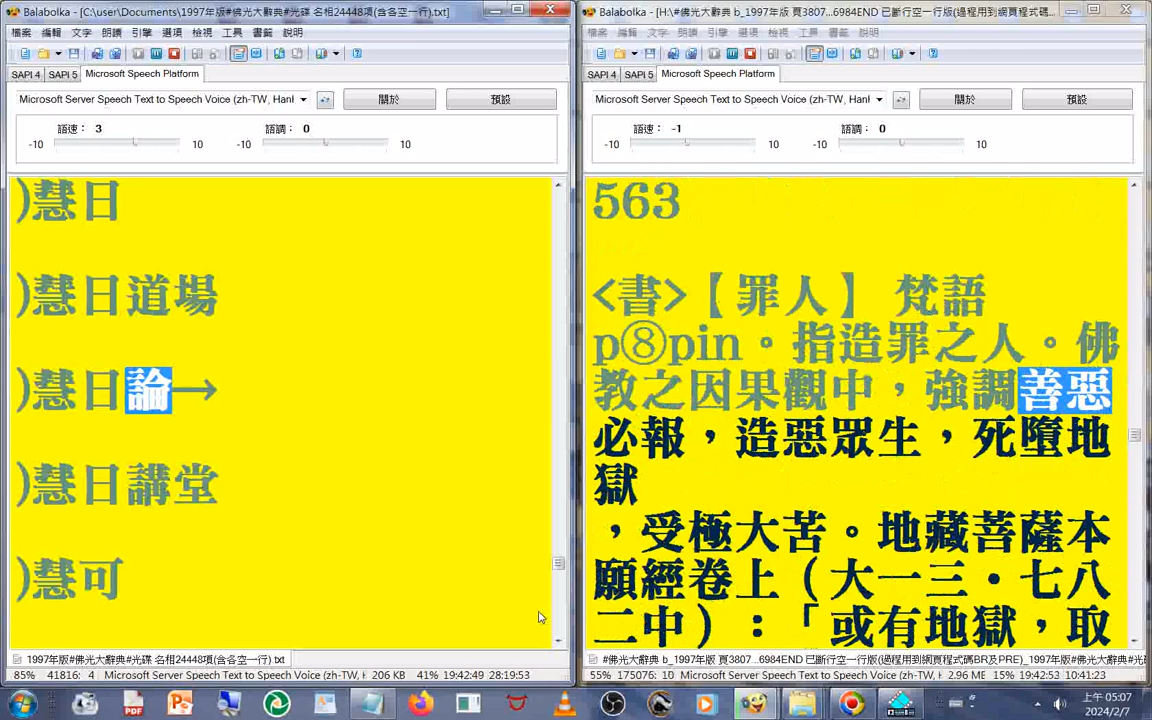 Balabolka - [C:\user\Documents\1997年版#佛光大辭典#光碟 名相24448項(含各空一行).txt]
檔案 編輯 文字 朗讀 引擎 選項 檢視 工具 書籤 說明
SAPI 4 SAPI 5 Microsoft Speech Platform
Microsoft Server Speech Text to Speech Voice (zh-TW, Hanl 關於 預設
語速： 3 語調： 0
-10 10 -10 10
)慧日
)慧日道場
)慧日論→
)慧日講堂
)慧可
1997年版#佛光大辭典#光碟 名相24448項(含各空一行).txt
85% 41816: 4 Microsoft Server Speech Text to Speech Voice (zh-TW, Ha 206 KB 41% 19:42:49 28:19:53
Balabolka - [H:\#佛光大辭典 b_1997年版 頁3807...6984END 已斷行空一行版(過程用到網頁程式碼...
檔案 編輯 文字 朗讀 引擎 選項 檢視 工具 書籤 說明
SAPI 4 SAPI 5 Microsoft Speech Platform
Microsoft Server Speech Text to Speech Voice (zh-TW, Hanl 關於 預設
語速： -1 語調： 0
-10 10 -10 10
563
<書>【罪人】 梵語
p⑧pin。指造罪之人。佛
教之因果觀中，強調善惡
必報，造惡眾生，死墮地
獄
，受極大苦。地藏菩薩本
願經卷上（大一三・七八
二中）：「或有地獄，取
#佛光大辭典 b_1997年版 頁3807...6984END 已斷行空一行版(過程用到網頁程式碼BR及PRE)_1997年版#佛光大辭典#光
55% 175076: 10 Microsoft Server Speech Text to Speech Voice (zh-TW, Ha 2.96 ME 15% 19:42:53 10:41:23
上午 05:07
2024/2/7